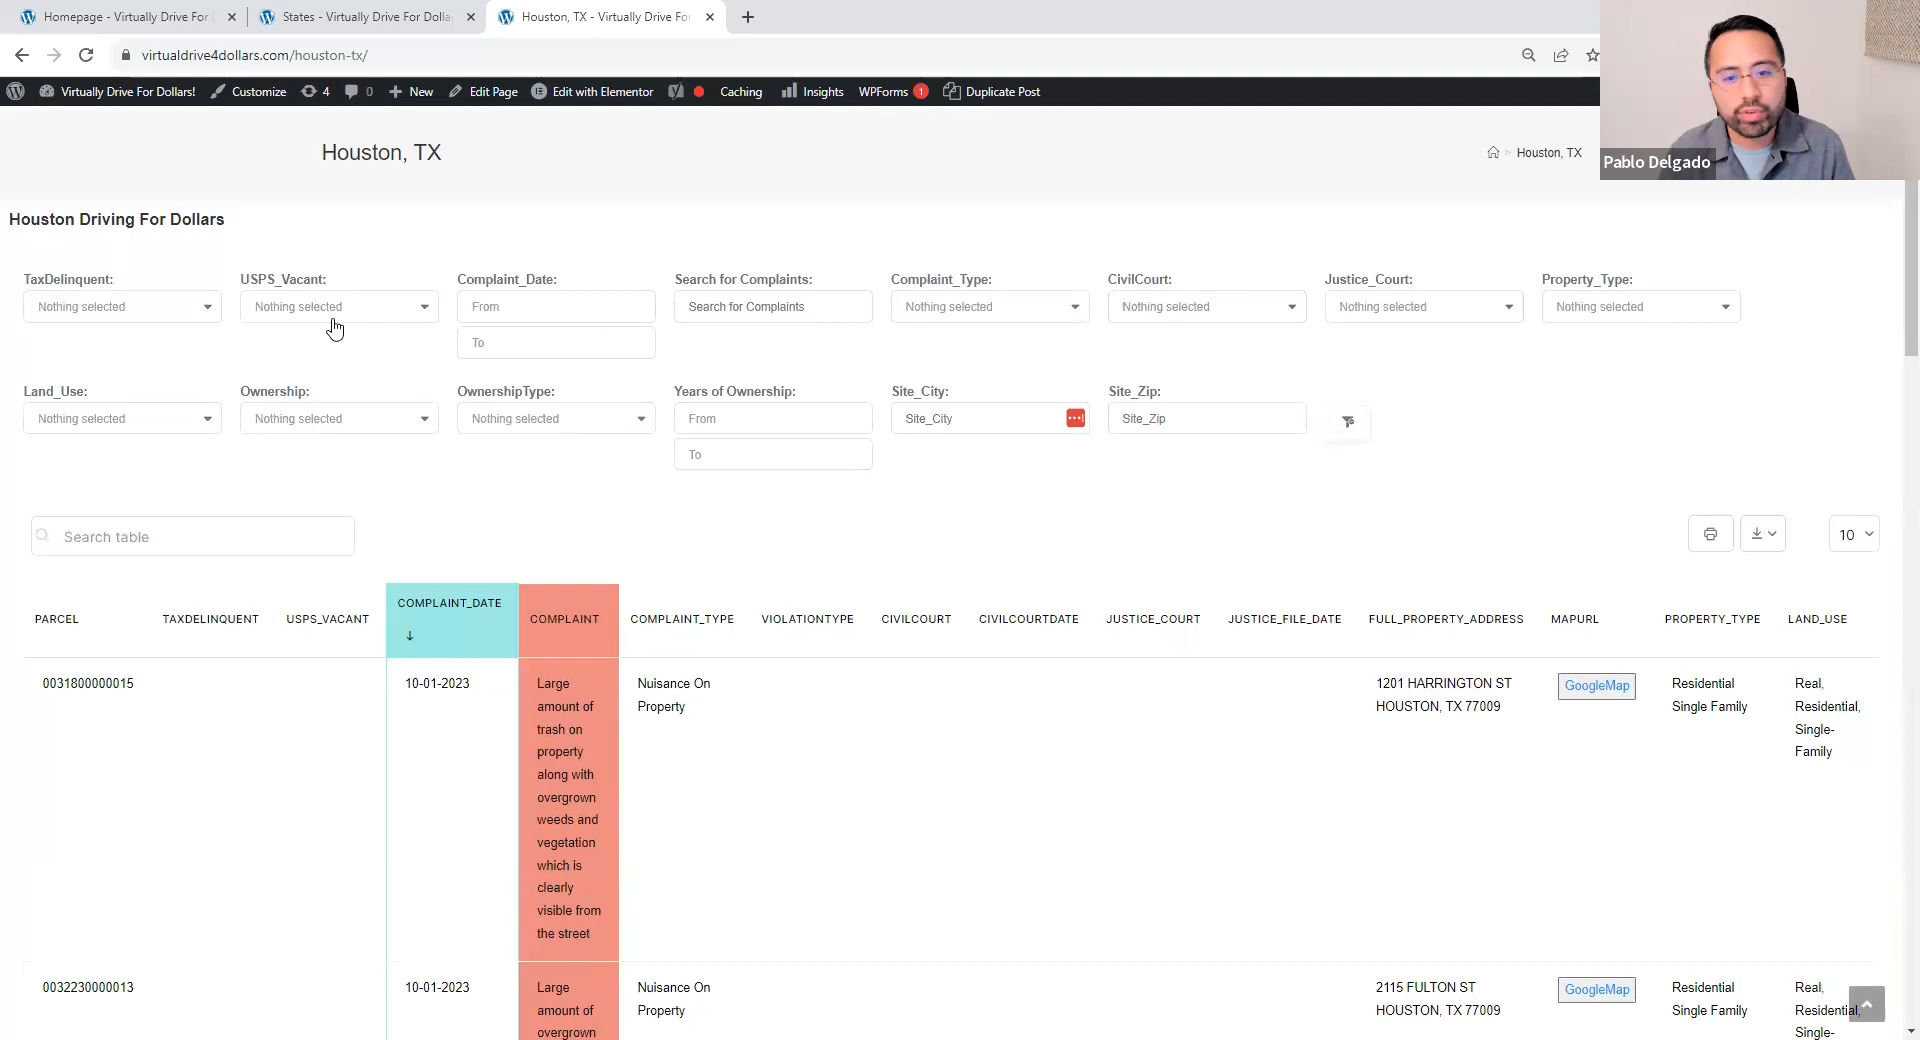 Homepage - Virtually Drive For
States - Virtually Drive For Dolla
Houston, TX - Virtually Drive Fo
virtualdrive4dollars.com/houston-tx/
Virtually Drive For Dollars!
Customize
4
0
New
Edit Page
Edit with Elementor
Caching
Insights
WPForms
1
Duplicate Post
Pablo Delgado
Houston, TX
> Houston, TX
Houston Driving For Dollars
TaxDelinquent:
USPS_Vacant:
Complaint_Date:
Search for Complaints:
Complaint_Type:
CivilCourt:
Justice_Court:
Property_Type:
Nothing selected
Nothing selected
From
Search for Complaints
Nothing selected
Nothing selected
Nothing selected
Nothing selected
To
Land_Use:
Ownership:
OwnershipType:
Years of Ownership:
Site_City:
Site_Zip:
Nothing selected
Nothing selected
Nothing selected
From
Site_City
Site_Zip
To
Search table
10
PARCEL
TAXDELINQUENT
USPS_VACANT
COMPLAINT_DATE
↓
COMPLAINT
COMPLAINT_TYPE
VIOLATIONTYPE
CIVILCOURT
CIVILCOURTDATE
JUSTICE_COURT
JUSTICE_FILE_DATE
FULL_PROPERTY_ADDRESS
MAPURL
PROPERTY_TYPE
LAND_USE
0031800000015
10-01-2023
Large
amount of
trash on
property
along with
overgrown
weeds and
vegetation
which is
clearly
visible from
the street
Nuisance On
Property
1201 HARRINGTON ST
HOUSTON, TX 77009
GoogleMap
Residential
Single Family
Real,
Residential,
Single-
Family
0032230000013
10-01-2023
Large
amount of
overgrown
Nuisance On
Property
2115 FULTON ST
HOUSTON, TX 77009
GoogleMap
Residential
Single Family
Real,
Residential,
Single-